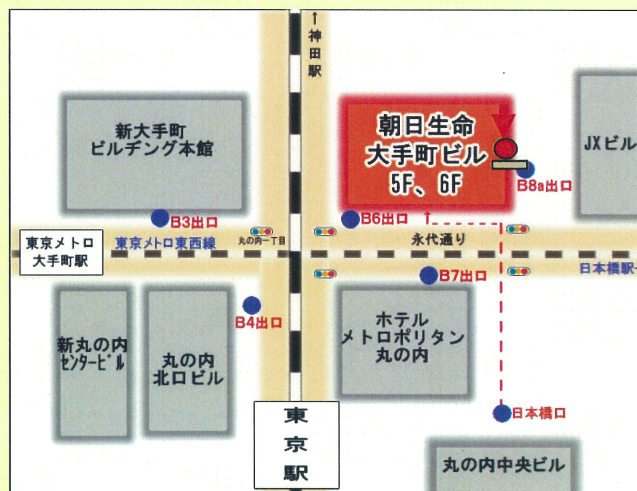 ↑神田駅
新大手町
ビルヂング本館
朝日生命
大手町ビル
5F、6F
JXビル
B8a出口
B3出口
B6出口
東京メトロ
大手町駅
東京メトロ東西線
丸の内一丁目
永代通り
日本橋駅→
B7出口
B4出口
新丸の内
センタービル
丸の内
北口ビル
ホテル
メトロポリタン
丸の内
日本橋口
東京駅
丸の内中央ビル